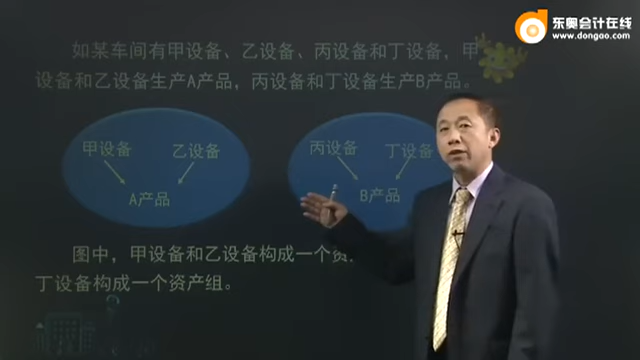 东奥会计在线
www.dongao.com
如某车间有甲设备、乙设备、丙设备和丁设备，甲
设备和乙设备生产A产品，丙设备和丁设备生产B产品。
甲设备 乙设备 丙设备 丁设备
A产品 B产品
图中，甲设备和乙设备构成一个资
丁设备构成一个资产组。